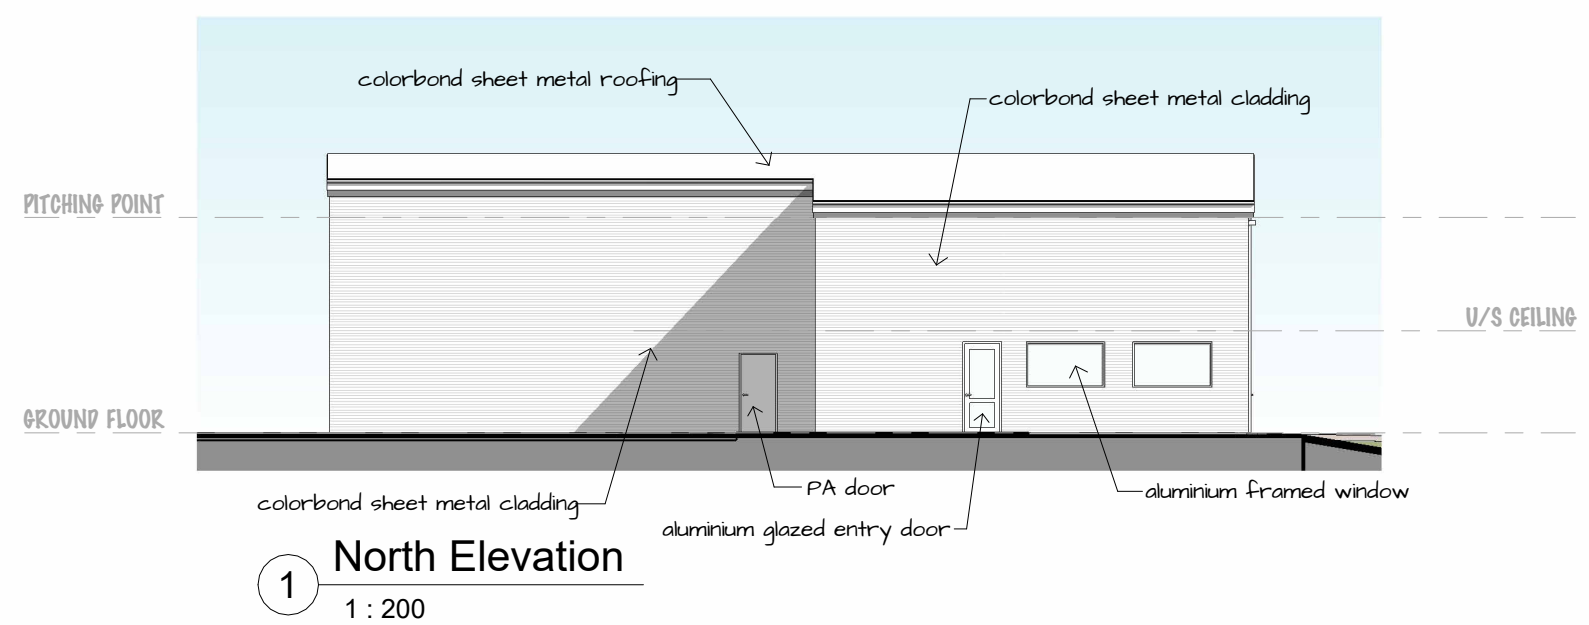 colorbond sheet metal roofing
colorbond sheet metal cladding
PITCHING POINT
U/S CEILING
GROUND FLOOR
PA door
aluminium framed window
colorbond sheet metal cladding
aluminium glazed entry door
1
North Elevation
1 : 200